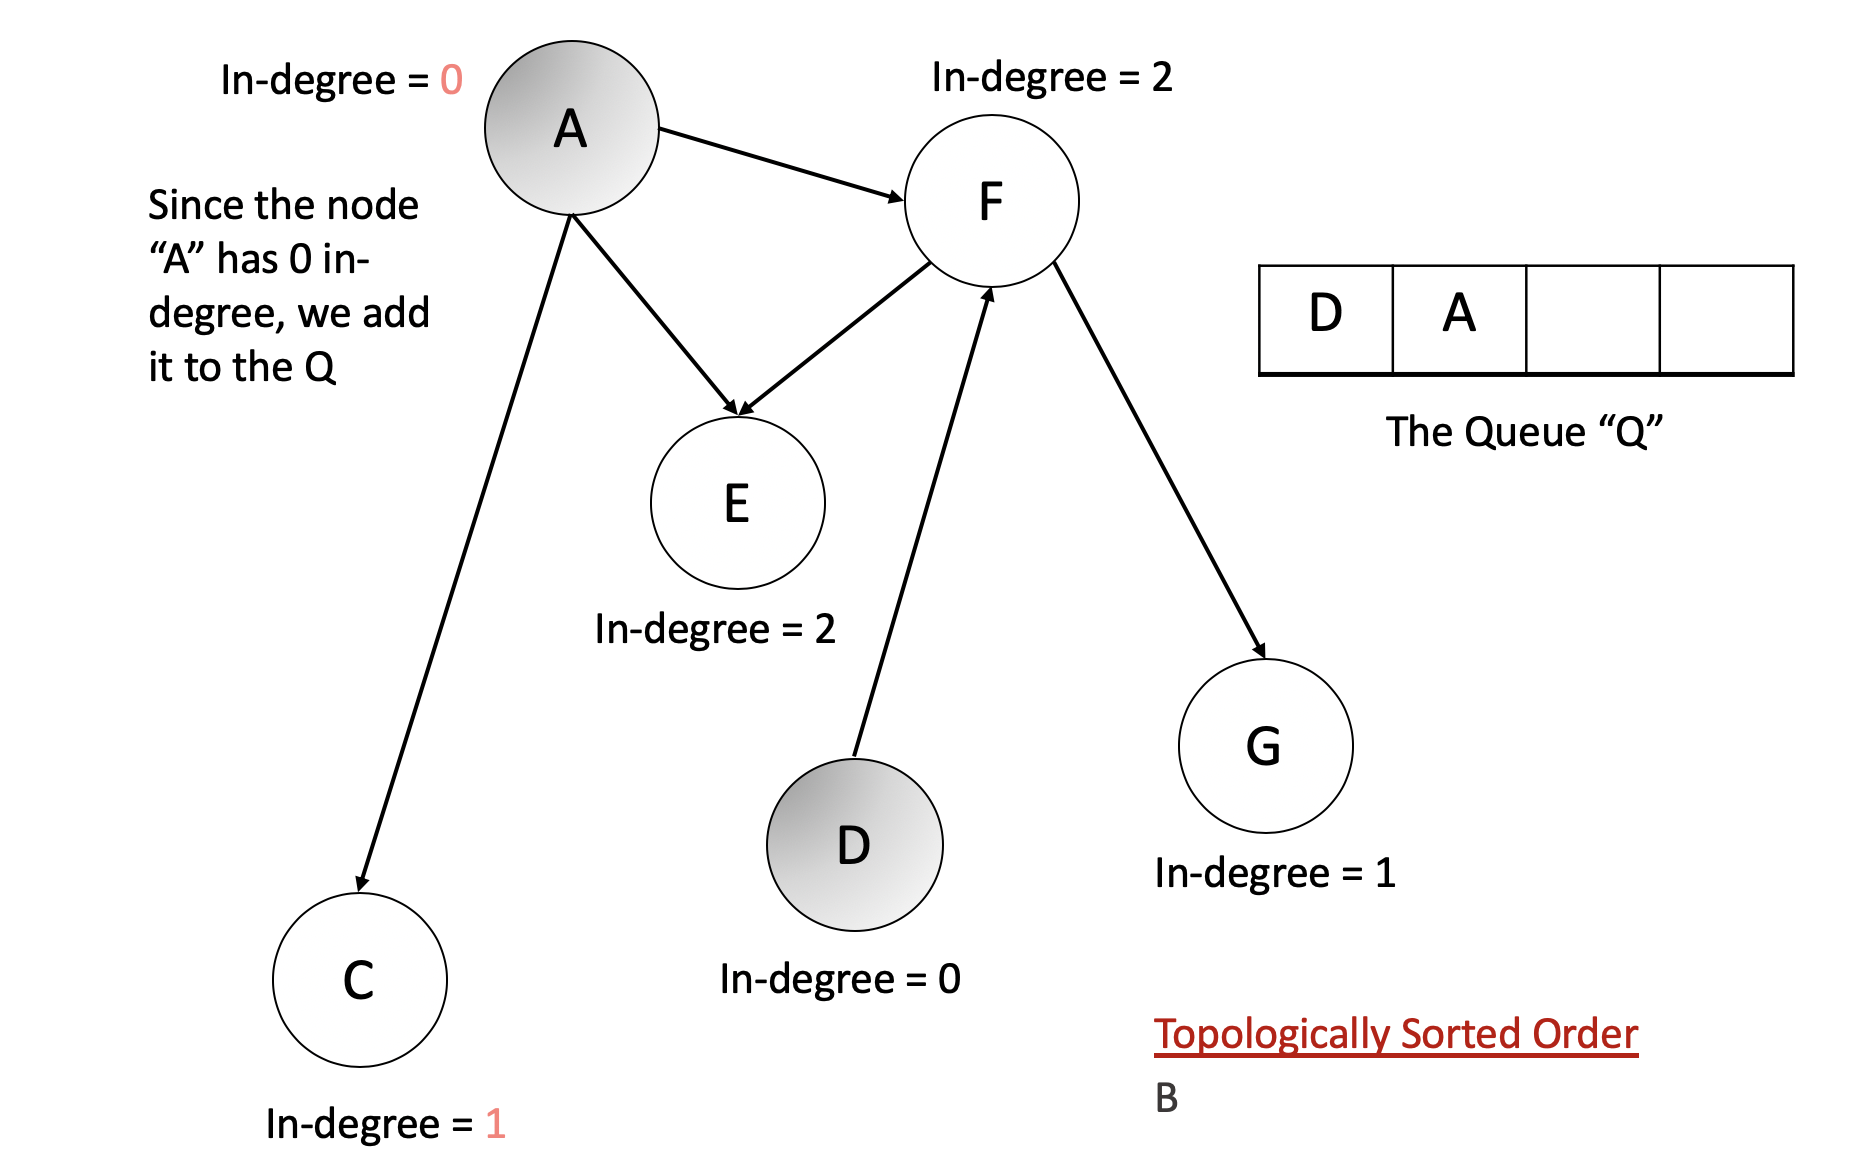 In-degree = 0
A
In-degree = 2
F
Since the node
“A” has 0 in-
degree, we add
it to the Q
D A
The Queue “Q”
E
In-degree = 2
G
In-degree = 1
D
In-degree = 0
C
In-degree = 1
Topologically Sorted Order
B